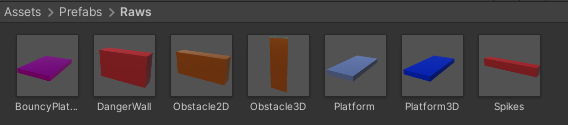 Assets > Prefabs > Raws
BouncyPlat...
DangerWall
Obstacle2D
Obstacle3D
Platform
Platform3D
Spikes